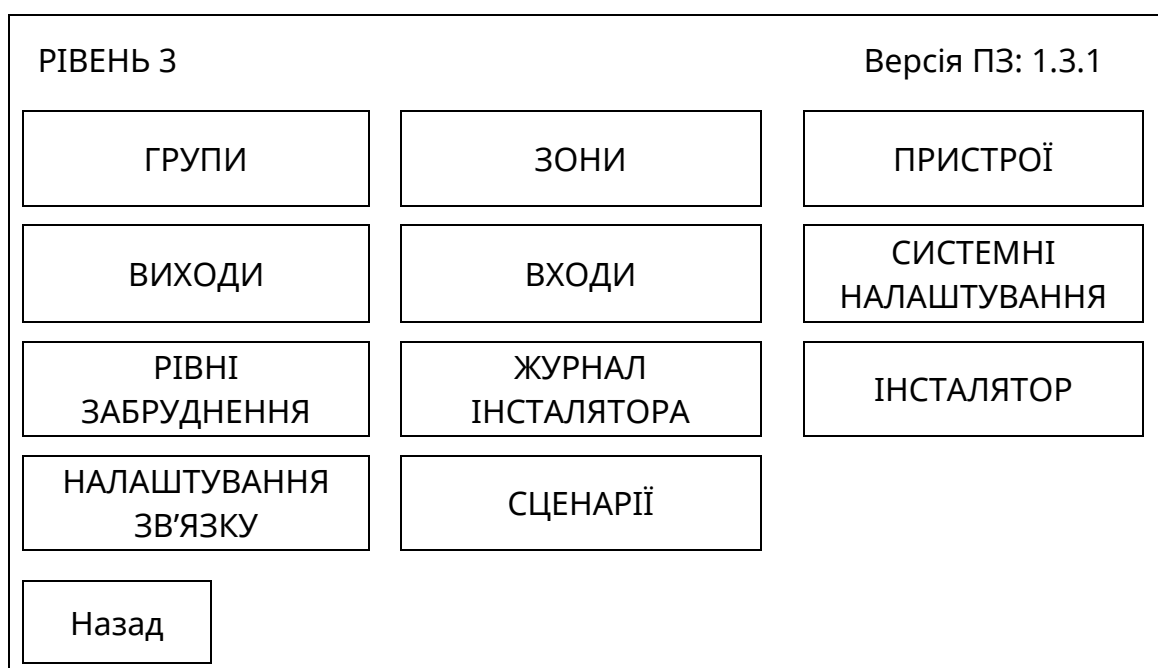 РІВЕНЬ 3
Версія ПЗ: 1.3.1
ГРУПИ
ЗОНИ
ПРИСТРОЇ
ВИХОДИ
ВХОДИ
СИСТЕМНІ
НАЛАШТУВАННЯ
РІВНІ
ЗАБРУДНЕННЯ
ЖУРНАЛ
ІНСТАЛЯТОРА
ІНСТАЛЯТОР
НАЛАШТУВАННЯ
ЗВ’ЯЗКУ
СЦЕНАРІЇ
Назад